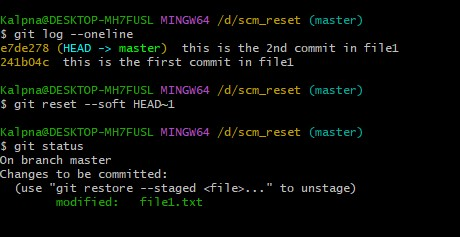 Kalpna@DESKTOP-MH7FUSL MINGW64 /d/scm_reset (master)
$ git log --oneline
e7de278 (HEAD -> master) this is the 2nd commit in file1
241b04c this is the first commit in file1
Kalpna@DESKTOP-MH7FUSL MINGW64 /d/scm_reset (master)
$ git reset --soft HEAD~1
Kalpna@DESKTOP-MH7FUSL MINGW64 /d/scm_reset (master)
$ git status
On branch master
Changes to be committed:
  (use "git restore --staged <file>..." to unstage)
        modified:   file1.txt